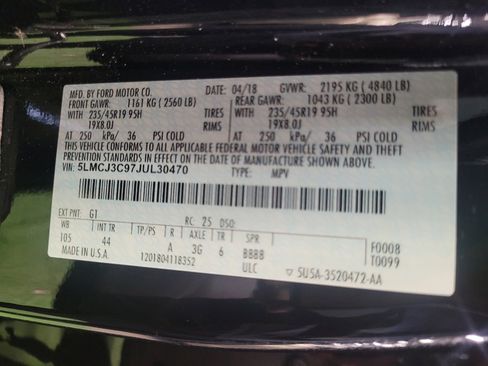 MFD. BY FORD MOTOR CO. 04/18 GVWR: 2195 KG ( 4840 LB)
FRONT GAWR: 1161 KG ( 2560 LB) REAR GAWR: 1043 KG ( 2300 LB)
WITH 235/45R19 95H TIRES WITH 235/45R19 95H TIRES
19X8.0J 19X8.0J
AT 250 kPa/ 36 PSI COLD AT 250 kPa/ 36 PSI COLD
THIS VEHICLE CONFORMS TO ALL APPLICABLE FEDERAL MOTOR VEHICLE SAFETY AND THEFT PREVENTION STANDARDS IN EFFECT ON THE DATE OF MANUFACTURE SHOWN ABOVE.
VIN: 5LMCJ3C97JUL30470 TYPE: MPV
EXT PNT: G1 RC: 25 DSO:
WB INT TR TP/PS R AXLE TR SPR
105 44 A 3G 6 BBBB F0008
MADE IN U.S.A. 1201804118352 ULC T0099
5U5A-3520472-AA